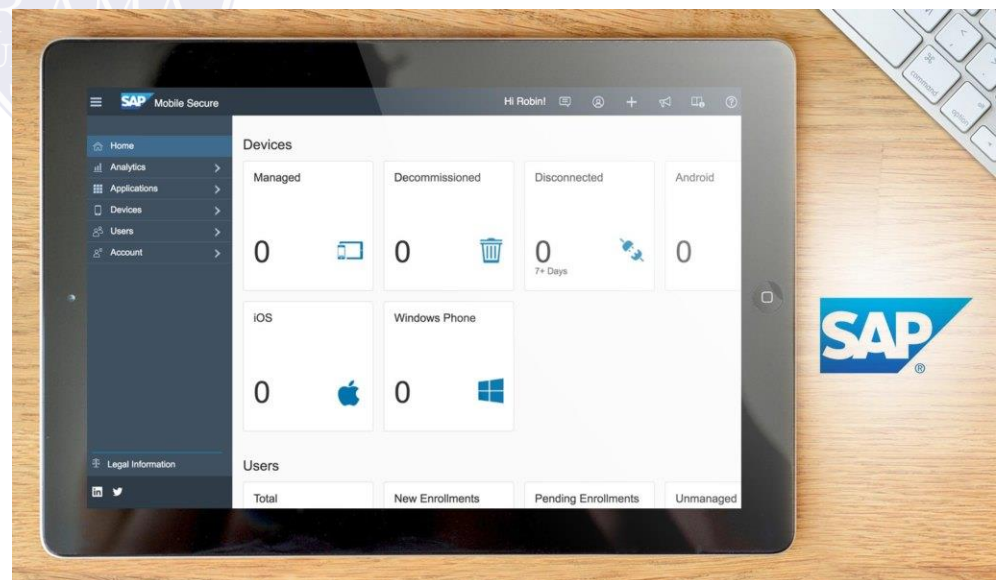 SAP Mobile Secure
Hi Robin!
Home
Analytics
Applications
Devices
Users
Account
Legal Information
in
Devices
Managed
0
Decommissioned
0
Disconnected
0
7+ Days
Android
0
iOS
0
Windows Phone
0
Users
Total
New Enrollments
Pending Enrollments
Unmanaged
SAP
®
command
option